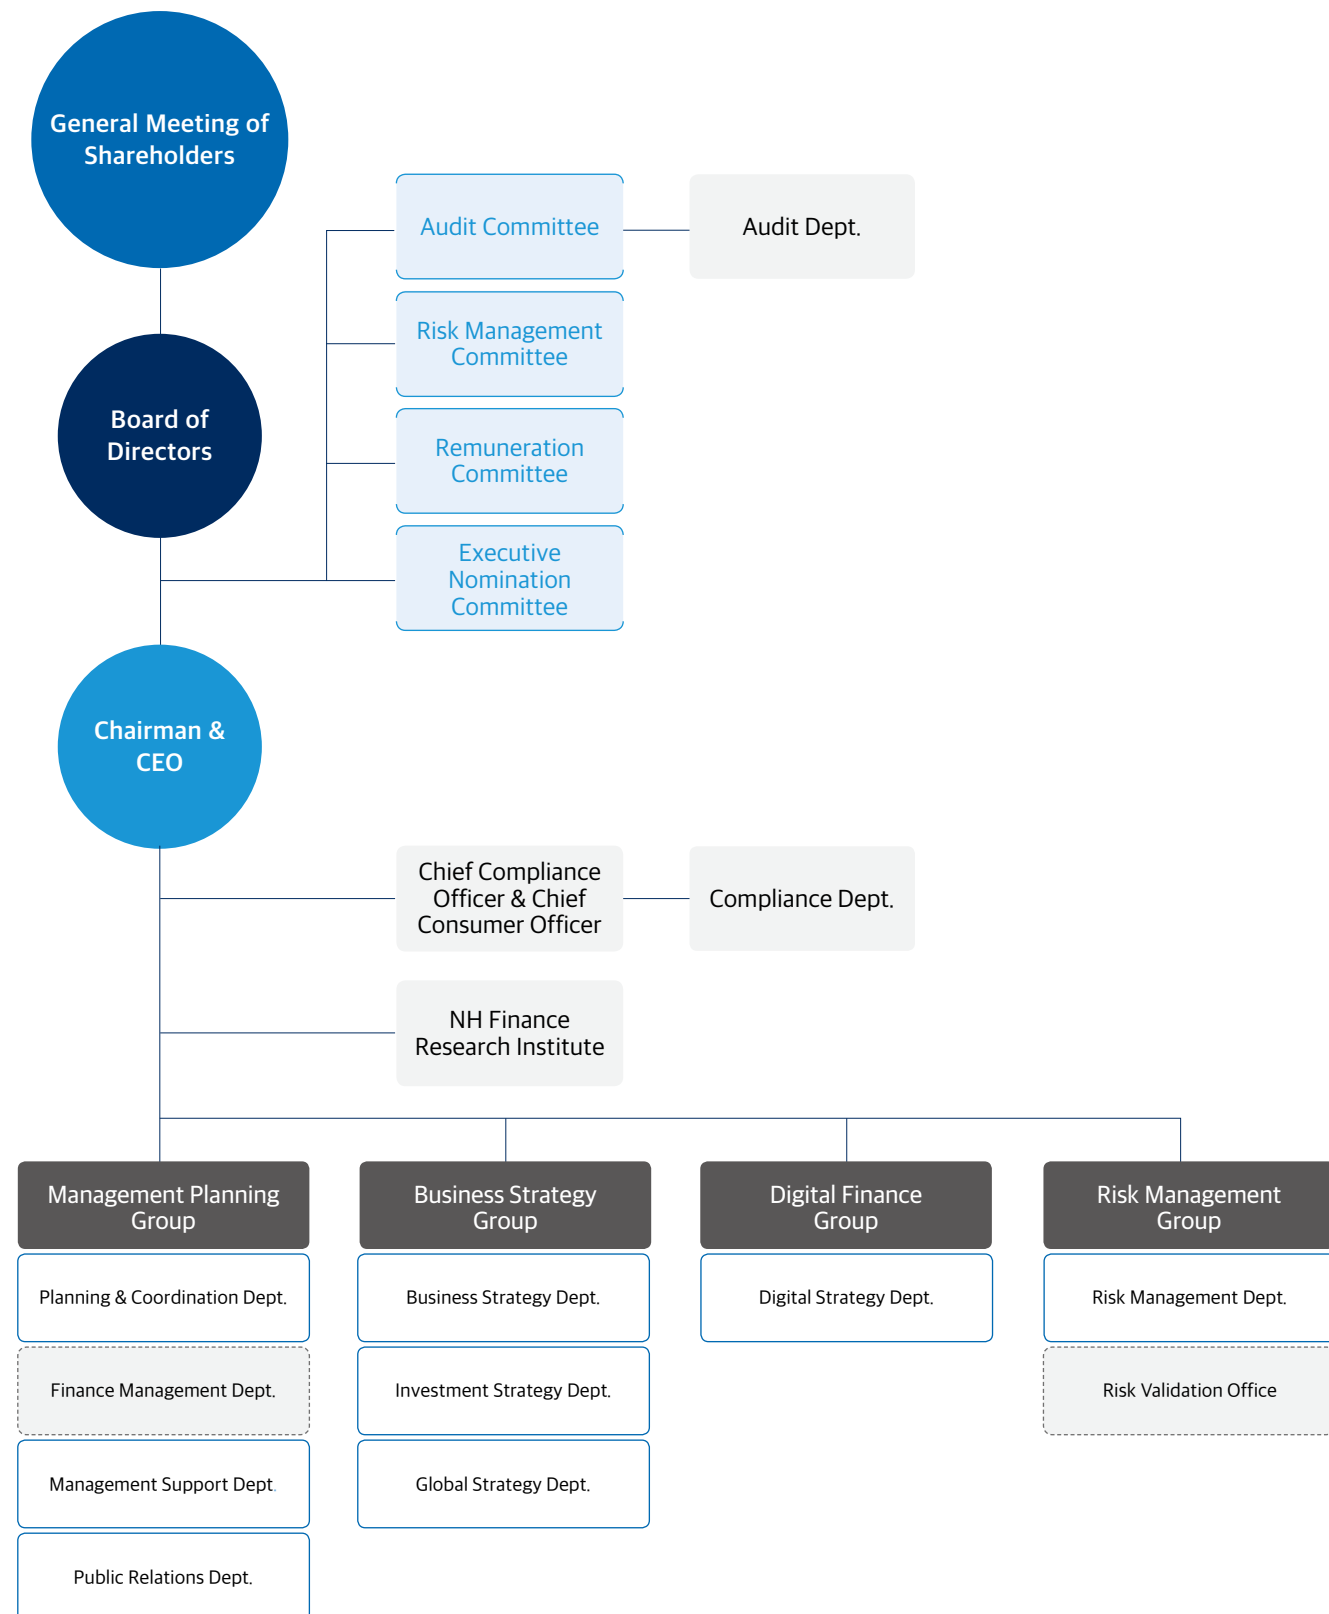 General Meeting of
Shareholders
Audit Committee
Audit Dept.
Risk Management
Committee
Board of
Directors
Remuneration
Committee
Executive
Nomination
Committee
Chairman &
CEO
Chief Compliance
Officer & Chief
Consumer Officer
Compliance Dept.
NH Finance
Research Institute
Management Planning
Group
Business Strategy
Group
Digital Finance
Group
Risk Management
Group
Planning & Coordination Dept.
Business Strategy Dept.
Digital Strategy Dept.
Risk Management Dept.
Finance Management Dept.
Investment Strategy Dept.
Risk Validation Office
Management Support Dept.
Global Strategy Dept.
Public Relations Dept.